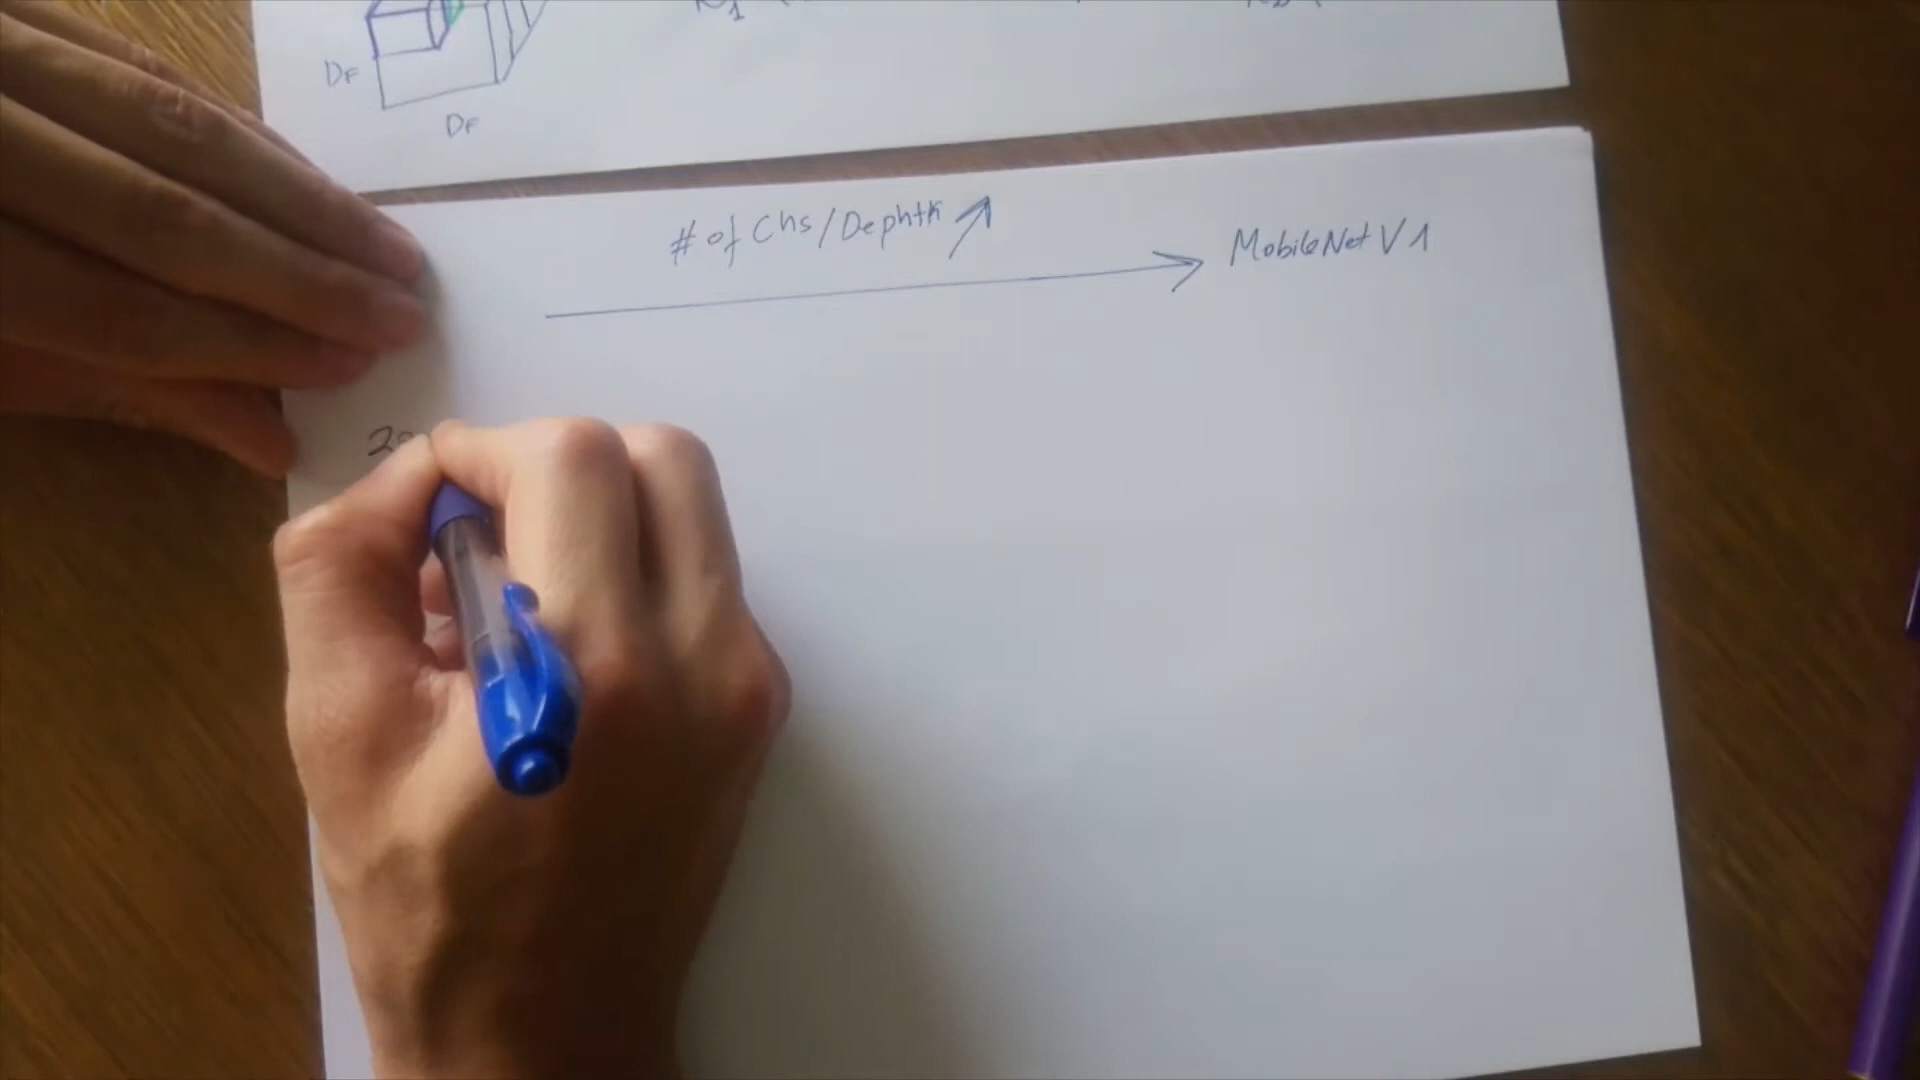 DF
DF
# of Chs/Dephth
MobileNet V1